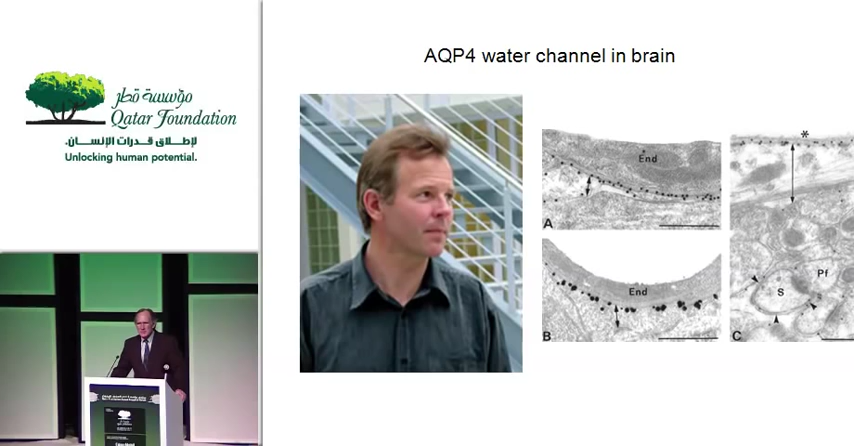 مؤسسة قطر
Qatar Foundation
لإطلاق قدرات الإنسان.
Unlocking human potential.
AQP4 water channel in brain
End
A
End
B
*
Pf
S
C